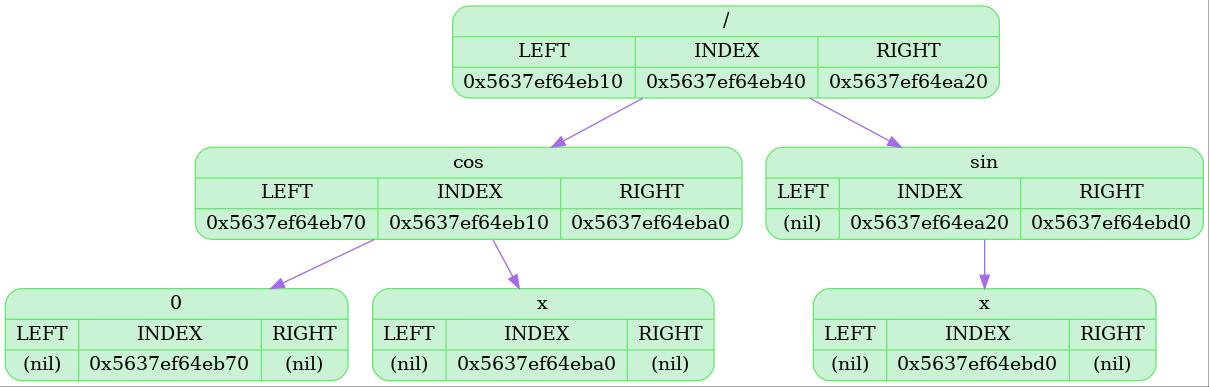 /
LEFT INDEX RIGHT
0x5637ef64eb10 0x5637ef64eb40 0x5637ef64ea20
cos
LEFT INDEX RIGHT
0x5637ef64eb70 0x5637ef64eb10 0x5637ef64eba0
sin
LEFT INDEX RIGHT
(nil) 0x5637ef64ea20 0x5637ef64ebd0
0
LEFT INDEX RIGHT
(nil) 0x5637ef64eb70 (nil)
x
LEFT INDEX RIGHT
(nil) 0x5637ef64eba0 (nil)
x
LEFT INDEX RIGHT
(nil) 0x5637ef64ebd0 (nil)